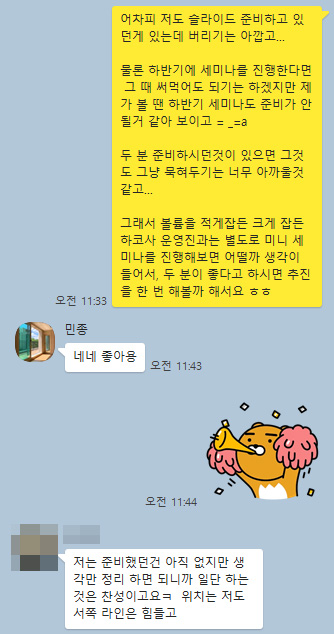 어차피 저도 슬라이드 준비하고 있
던게 있는데 버리기는 아깝고...
물론 하반기에 세미나를 진행한다면
그 때 써먹어도 되기는 하겠지만 제
가 볼 땐 하반기 세미나도 준비가 안
될거 같아 보이고 = _=a
두 분 준비하시던것이 있으면 그것
도 그냥 묵혀두기는 너무 아까울것
같고...
그래서 볼륨을 적게잡든 크게 잡든
하코사 운영진과는 별도로 미니 세
미나를 진행해보면 어떨까 생각이
들어서, 두 분이 좋다고 하시면 추진
을 한 번 해볼까 해서요 ㅎㅎ
오전 11:33
민종
네네 좋아용
오전 11:43
오전 11:44
저는 준비했던건 아직 없지만 생
각만 정리 하면 되니까 일단 하는
것은 찬성이고요ㅋ 위치는 저도
서쪽 라인은 힘들고